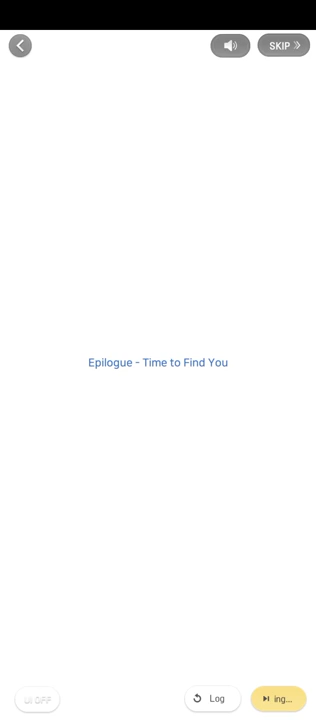 SKIP
Epilogue - Time to Find You
UI OFF
Log
ing...